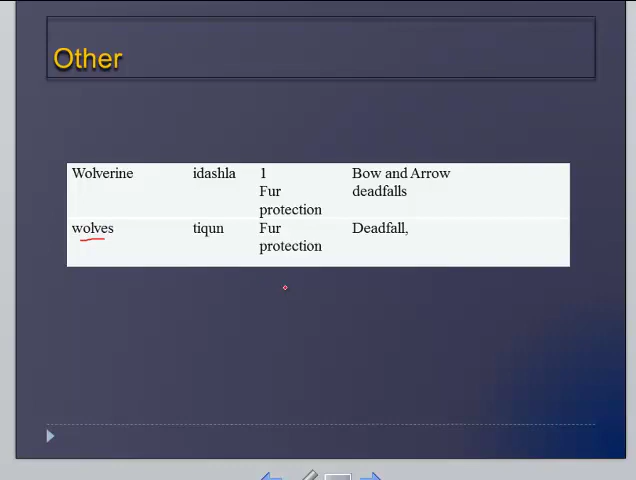 Other
Wolverine idashla 1 Bow and Arrow
Fur deadfalls
protection
wolves tiqun Fur Deadfall,
protection